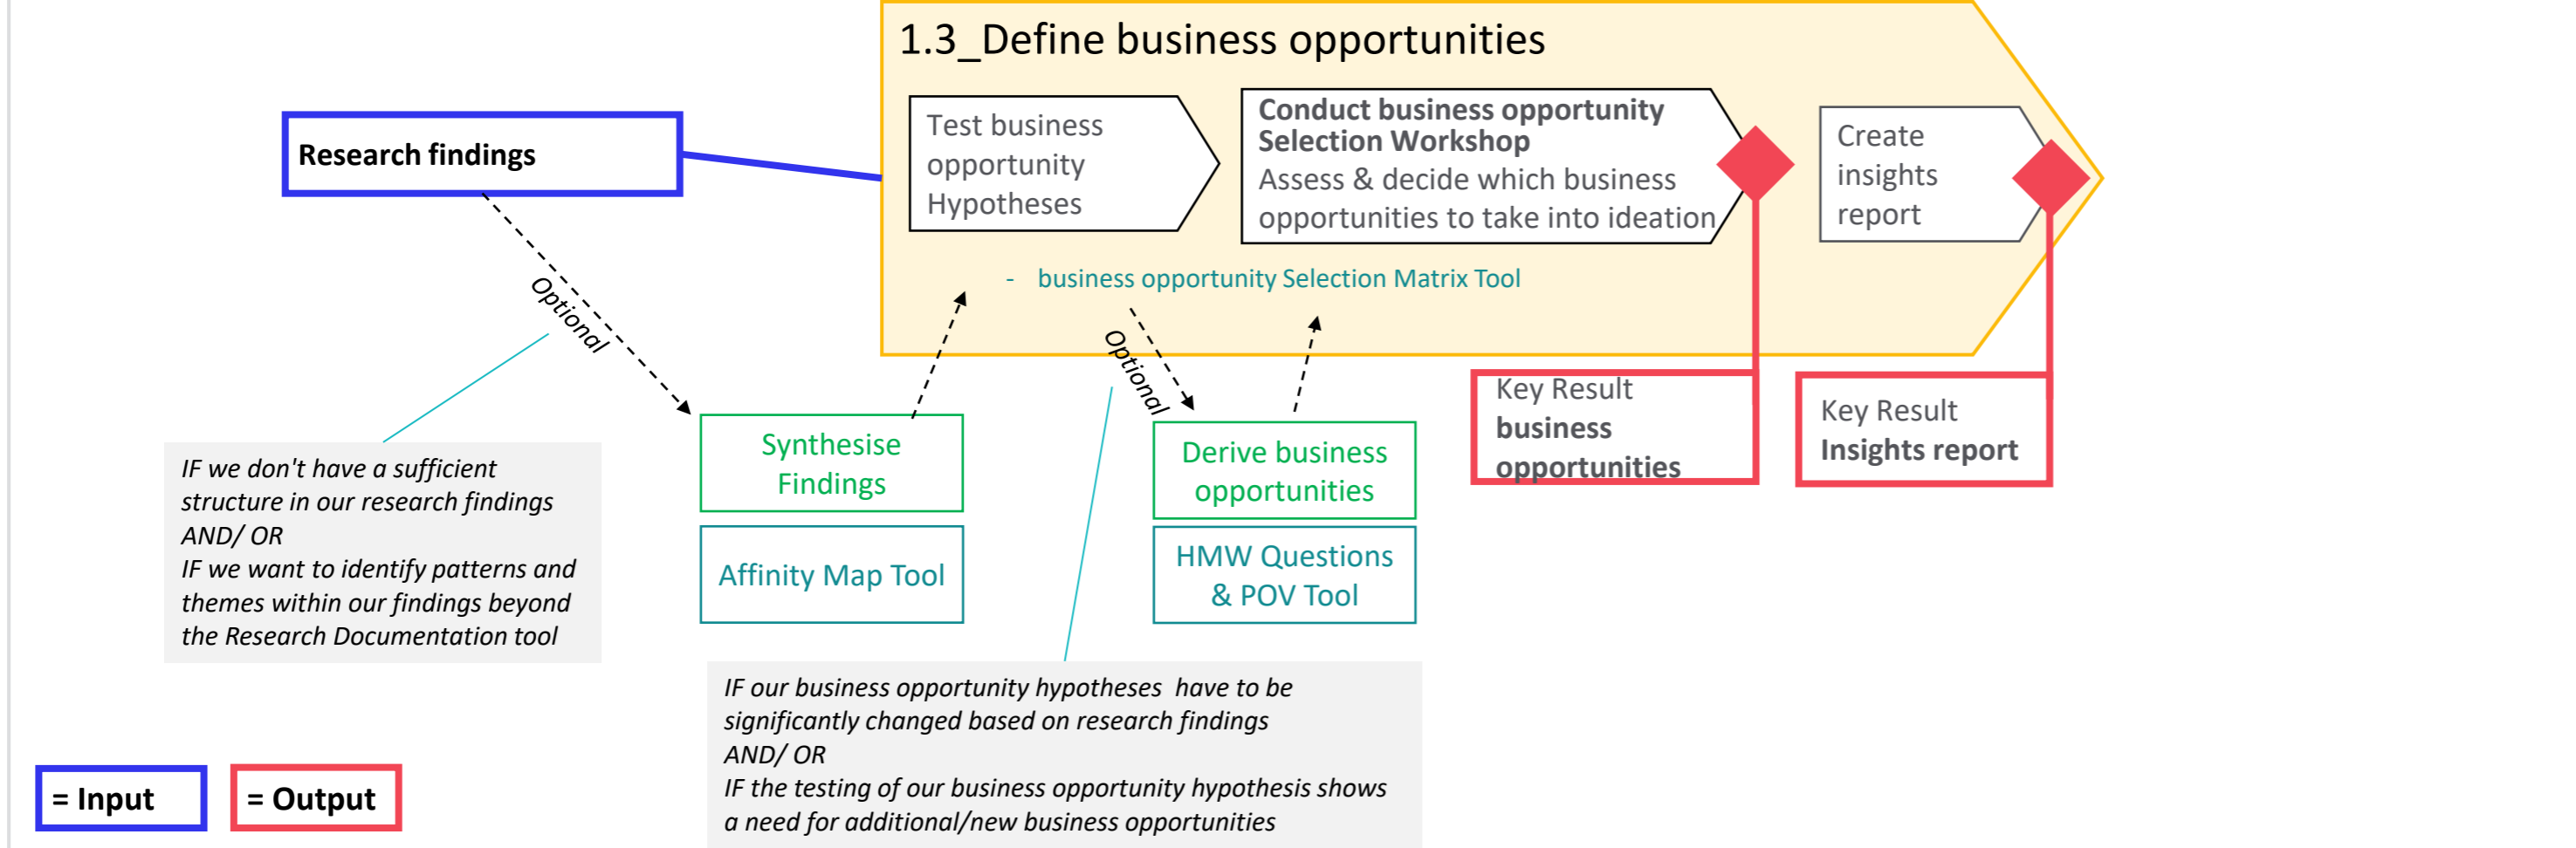 1.3_Define business opportunities
Research findings
Test business
opportunity
Hypotheses
Conduct business opportunity
Selection Workshop
Assess & decide which business
opportunities to take into ideation
Create
insights
report
- business opportunity Selection Matrix Tool
Optional
Optional
Synthesise
Findings
Affinity Map Tool
Derive business
opportunities
HMW Questions
& POV Tool
Key Result
business
opportunities
Key Result
Insights report
IF we don't have a sufficient
structure in our research findings
AND/ OR
IF we want to identify patterns and
themes within our findings beyond
the Research Documentation tool
IF our business opportunity hypotheses  have to be
significantly changed based on research findings
AND/ OR
IF the testing of our business opportunity hypothesis shows
a need for additional/new business opportunities
= Input
= Output